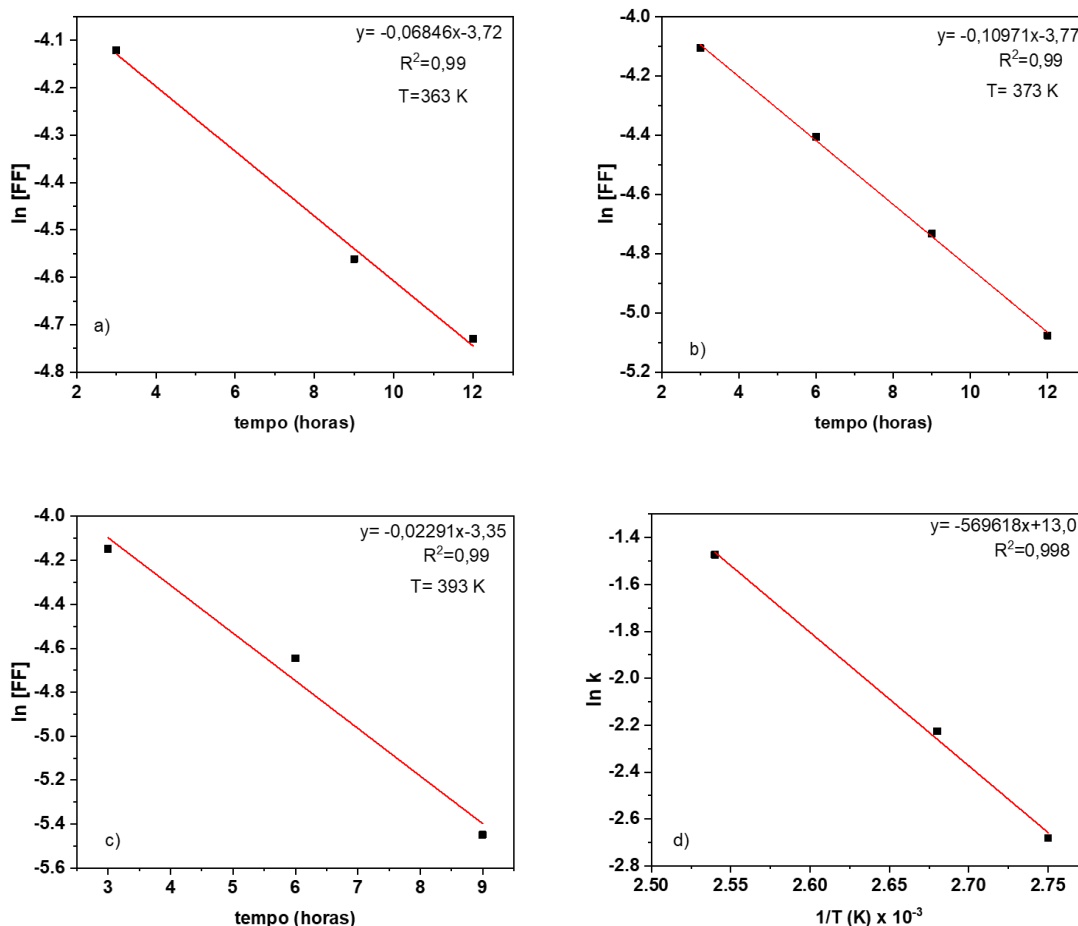 y= -0,06846x-3,72
R²=0,99
T=363 K
-4.1
-4.2
-4.3
-4.4
-4.5
-4.6
-4.7
-4.8
ln [FF]
a)
2 4 6 8 10 12
tempo (horas)
y= -0,10971x-3,77
R²=0,99
T= 373 K
-4.0
-4.2
-4.4
-4.6
-4.8
-5.0
-5.2
ln [FF]
b)
2 4 6 8 10 12
tempo (horas)
y= -0,02291x-3,35
R²=0,99
T= 393 K
-4.0
-4.2
-4.4
-4.6
-4.8
-5.0
-5.2
-5.4
-5.6
ln [FF]
c)
3 4 5 6 7 8 9
tempo (horas)
y= -569618x+13,0
R²=0,998
-1.4
-1.6
-1.8
-2.0
-2.2
-2.4
-2.6
-2.8
ln k
d)
2.50 2.55 2.60 2.65 2.70 2.75
1/T (K) x 10⁻³